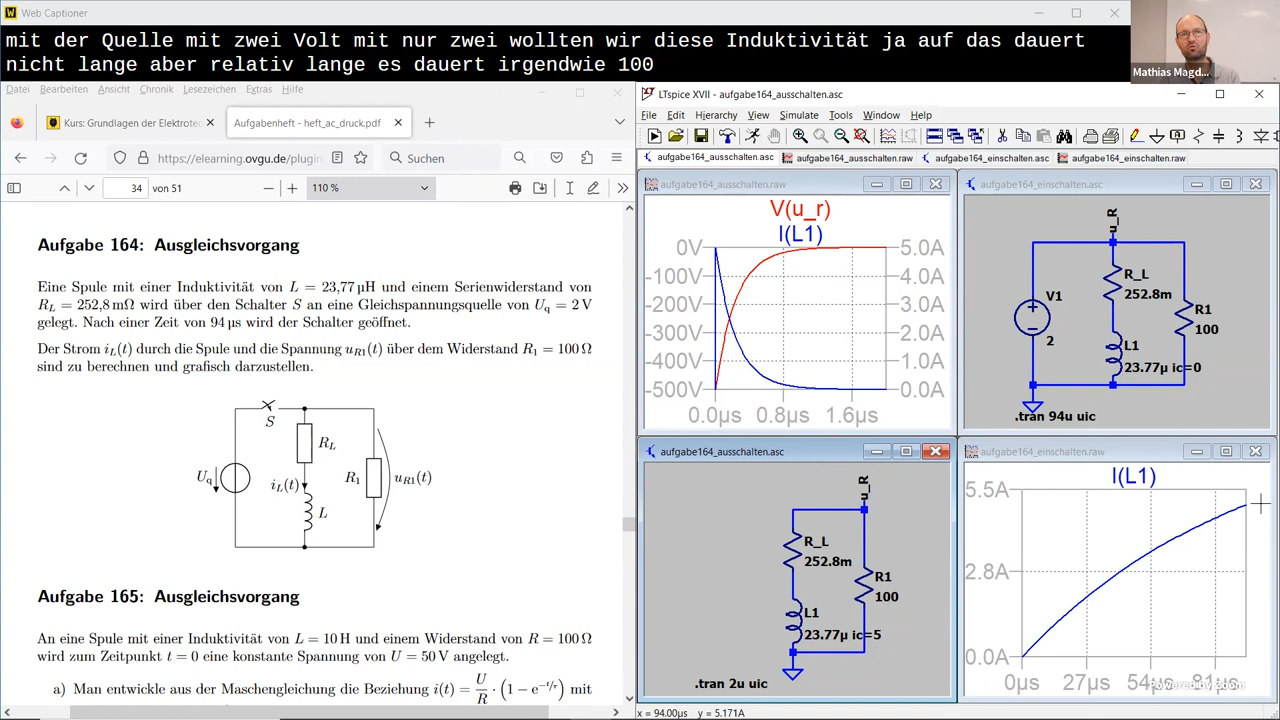 Web Captioner
mit der Quelle mit zwei Volt mit nur zwei wollten wir diese Induktivität ja auf das dauert
nicht lange aber relativ lange es dauert irgendwie 100
Mathias Magd...
Datei Bearbeiten Ansicht Chronik Lesezeichen Extras Hilfe
Kurs: Grundlagen der Elektrote
Aufgabenheft - heft_ac_druck.pdf
https://elearning.ovgu.de/plugin
Suchen
34 von 51
110 %
Aufgabe 164: Ausgleichsvorgang
Eine Spule mit einer Induktivität von L = 23,77 µH und einem Serienwiderstand von
R_L = 252,8 mΩ wird über den Schalter S an eine Gleichspannungsquelle von U_q = 2 V
gelegt. Nach einer Zeit von 94 µs wird der Schalter geöffnet.
Der Strom i_L(t) durch die Spule und die Spannung u_R1(t) über dem Widerstand R_1 = 100 Ω
sind zu berechnen und grafisch darzustellen.
S
R_L
U_q
i_L(t)
R_1
u_R1(t)
L
Aufgabe 165: Ausgleichsvorgang
An eine Spule mit einer Induktivität von L = 10 H und einem Widerstand von R = 100 Ω
wird zum Zeitpunkt t = 0 eine konstante Spannung von U = 50 V angelegt.
a) Man entwickle aus der Maschengleichung die Beziehung i(t) = U/R · (1 − e^−t/τ) mit
LTspice XVII - aufgabe164_ausschalten.asc
File Edit Hierarchy View Simulate Tools Window Help
aufgabe164_ausschalten.asc
aufgabe164_ausschalten.raw
aufgabe164_einschalten.asc
aufgabe164_einschalten.raw
aufgabe164_ausschalten.raw
V(u_r)
I(L1)
0V
-100V
-200V
-300V
-400V
-500V
5.0A
4.0A
3.0A
2.0A
1.0A
0.0A
0.0µs 0.8µs 1.6µs
aufgabe164_einschalten.asc
u_R
R_L
252.8m
V1
2
R1
100
L1
23.77µ ic=0
.tran 94u uic
aufgabe164_ausschalten.asc
u_R
R_L
252.8m
R1
100
L1
23.77µ ic=5
.tran 2u uic
aufgabe164_einschalten.raw
I(L1)
5.5A
2.8A
0.0A
0µs 27µs 54µs 81µs
Powered by Zoom
x = 94.00µs y = 5.171A